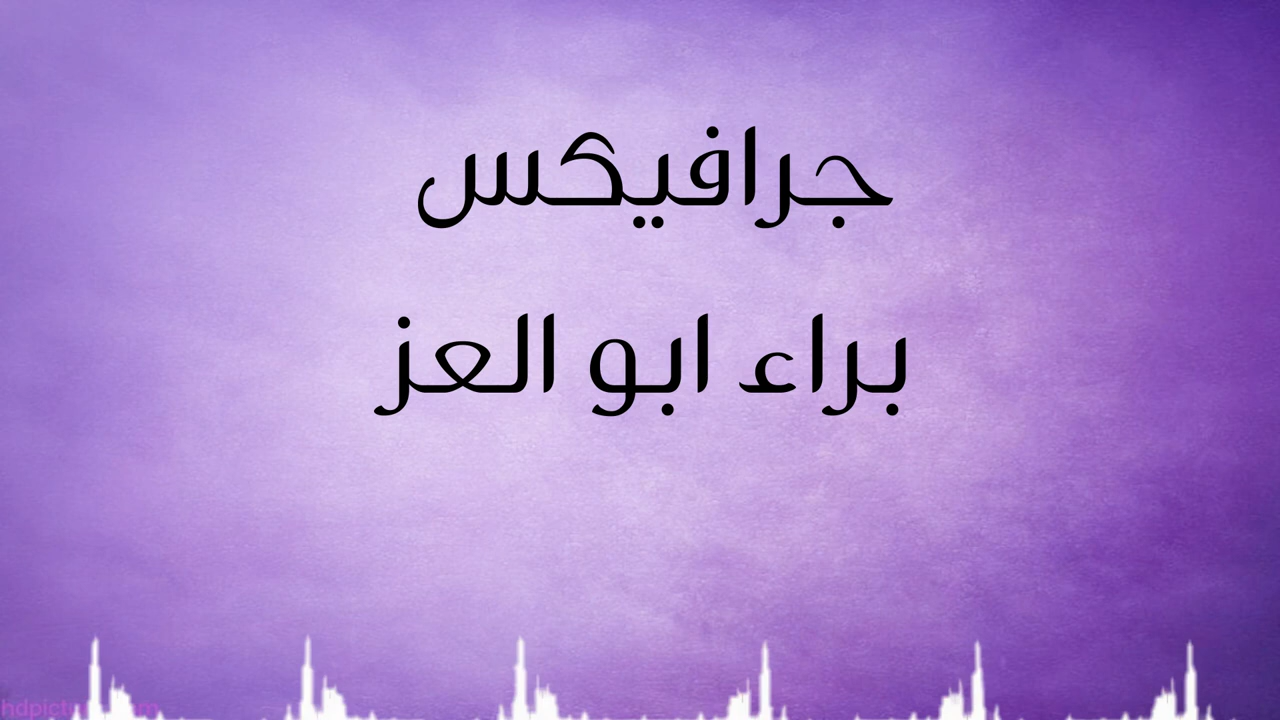 جرافيكس
براء ابو العز